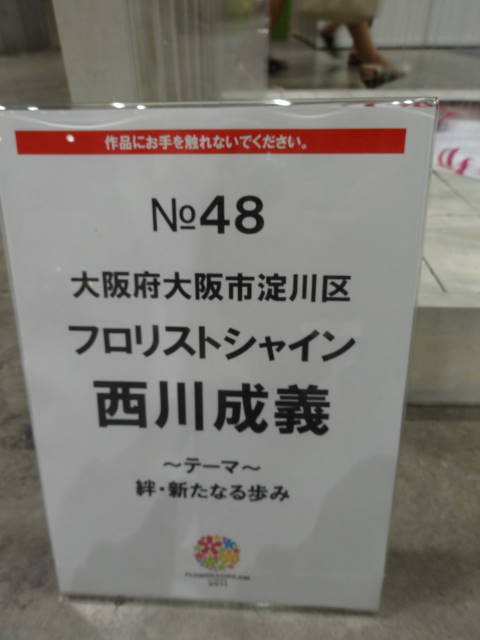 作品にお手を触れないでください。
№48
大阪府大阪市淀川区
フロリストシャイン
西川成義
～テーマ～
絆・新たなる歩み
2011